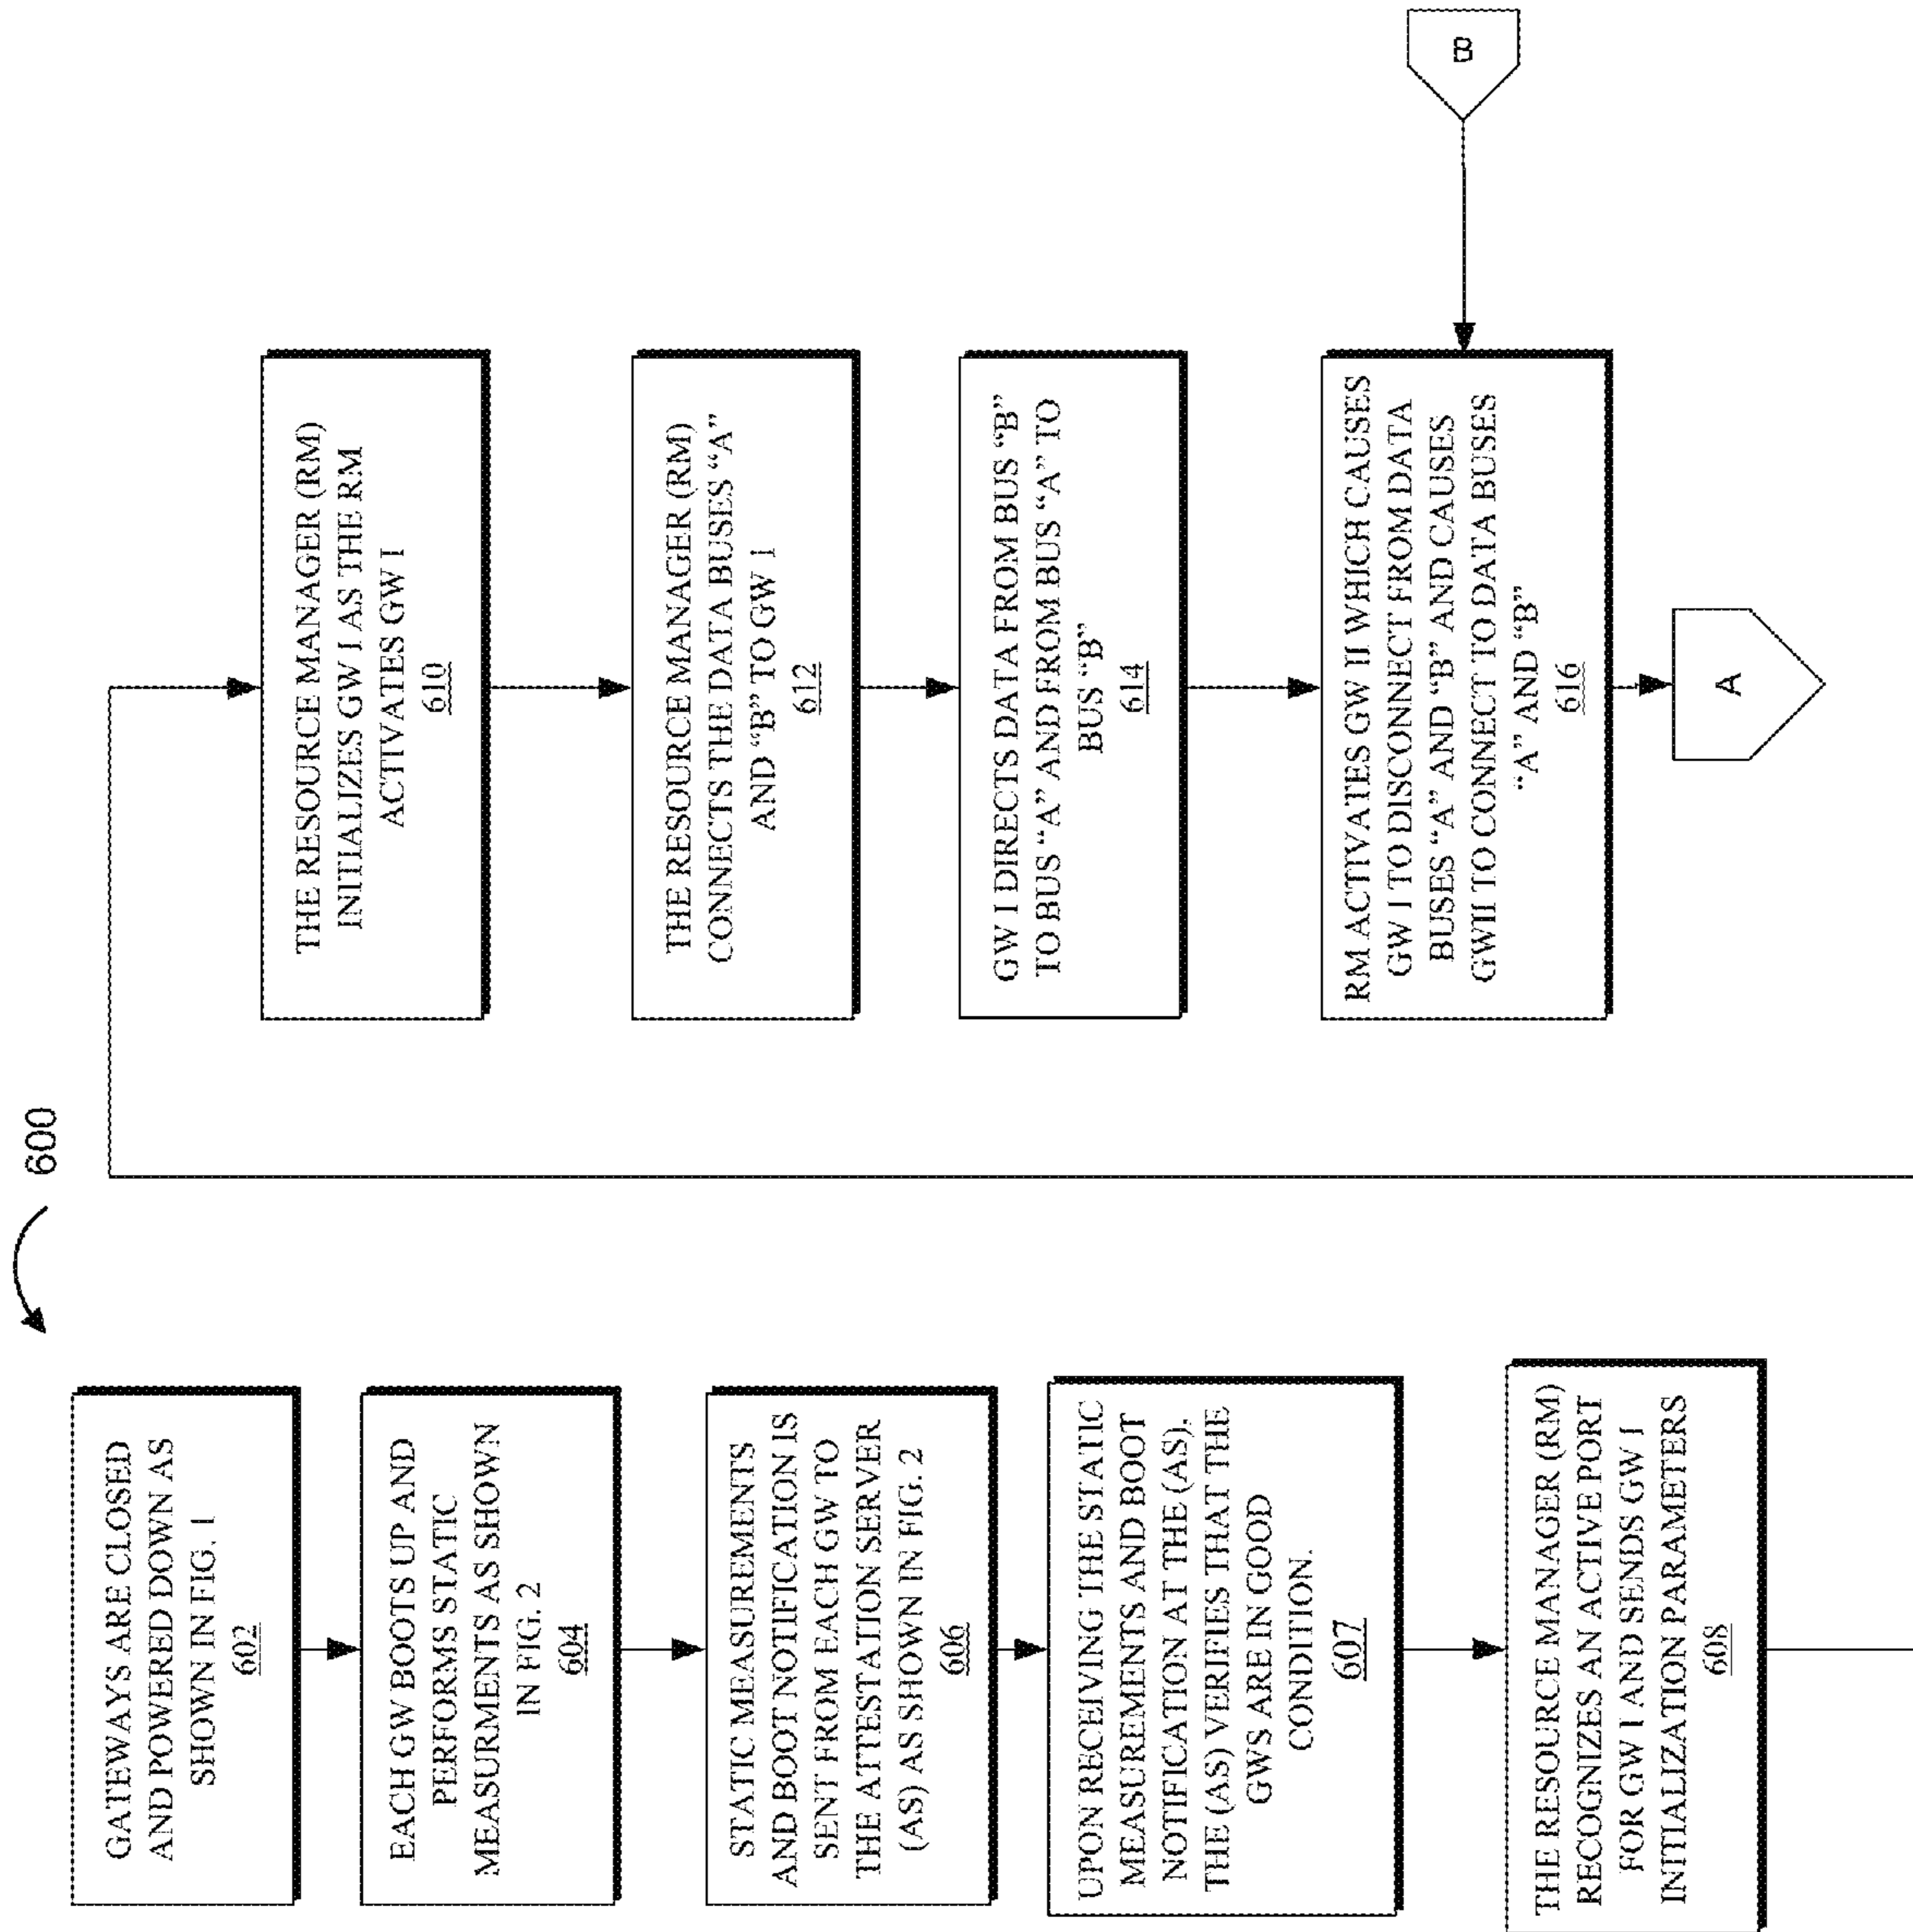 600
GATEWAYS ARE CLOSED
AND POWERED DOWN AS
SHOWN IN FIG. 1
602
EACH GW BOOTS UP AND
PERFORMS STATIC
MEASURMENTS AS SHOWN
IN FIG. 2
604
STATIC MEASUREMENTS
AND BOOT NOTIFICATION IS
SENT FROM EACH GW TO
THE ATTESTATION SERVER
(AS) AS SHOWN IN FIG. 2
606
UPON RECEIVING THE STATIC
MEASUREMENTS AND BOOT
NOTIFICATION AT THE (AS),
THE (AS) VERIFIES THAT THE
GWS ARE IN GOOD
CONDITION.
607
THE RESOURCE MANAGER (RM)
RECOGNIZES AN ACTIVE PORT
FOR GW I AND SENDS GW I
INITIALIZATION PARAMETERS
608
THE RESOURCE MANAGER (RM)
INITIALIZES GW I AS THE RM
ACTIVATES GW I
610
THE RESOURCE MANAGER (RM)
CONNECTS THE DATA BUSES “A”
AND “B” TO GW I
612
GW I DIRECTS DATA FROM BUS “B”
TO BUS “A” AND FROM BUS “A” TO
BUS “B”
614
RM ACTIVATES GW II WHICH CAUSES
GW I TO DISCONNECT FROM DATA
BUSES “A” AND “B” AND CAUSES
GWII TO CONNECT TO DATA BUSES
“A” AND “B”
616
A
B